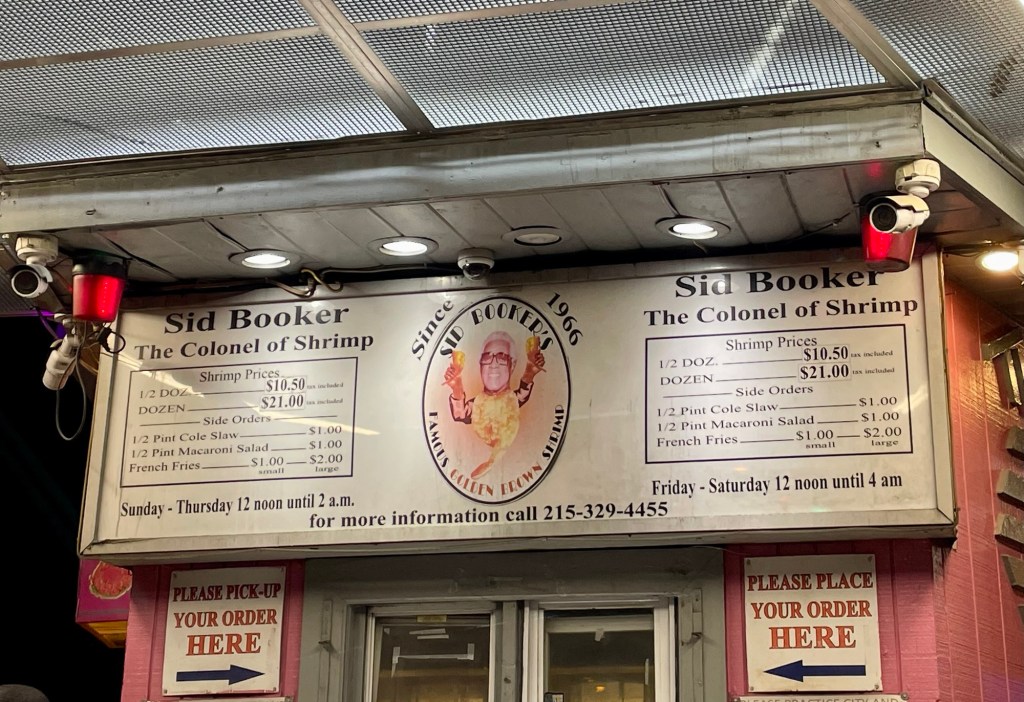 Sid Booker
The Colonel of Shrimp
Shrimp Prices
1/2 DOZ. $10.50 tax included
DOZEN $21.00 tax included
Side Orders
1/2 Pint Cole Slaw $1.00
1/2 Pint Macaroni Salad $1.00
French Fries $1.00 $2.00
small large
Sunday - Thursday 12 noon until 2 a.m.
Since 1966
SID BOOKER'S
FAMOUS GOLDEN BROWN SHRIMP
Sid Booker
The Colonel of Shrimp
Shrimp Prices
1/2 DOZ. $10.50 tax included
DOZEN $21.00 tax included
Side Orders
1/2 Pint Cole Slaw $1.00
1/2 Pint Macaroni Salad $1.00
French Fries $1.00 $2.00
small large
Friday - Saturday 12 noon until 4 am
for more information call 215-329-4455
PLEASE PICK-UP
YOUR ORDER
HERE
PLEASE PLACE
YOUR ORDER
HERE
PLEASE PRACTICE